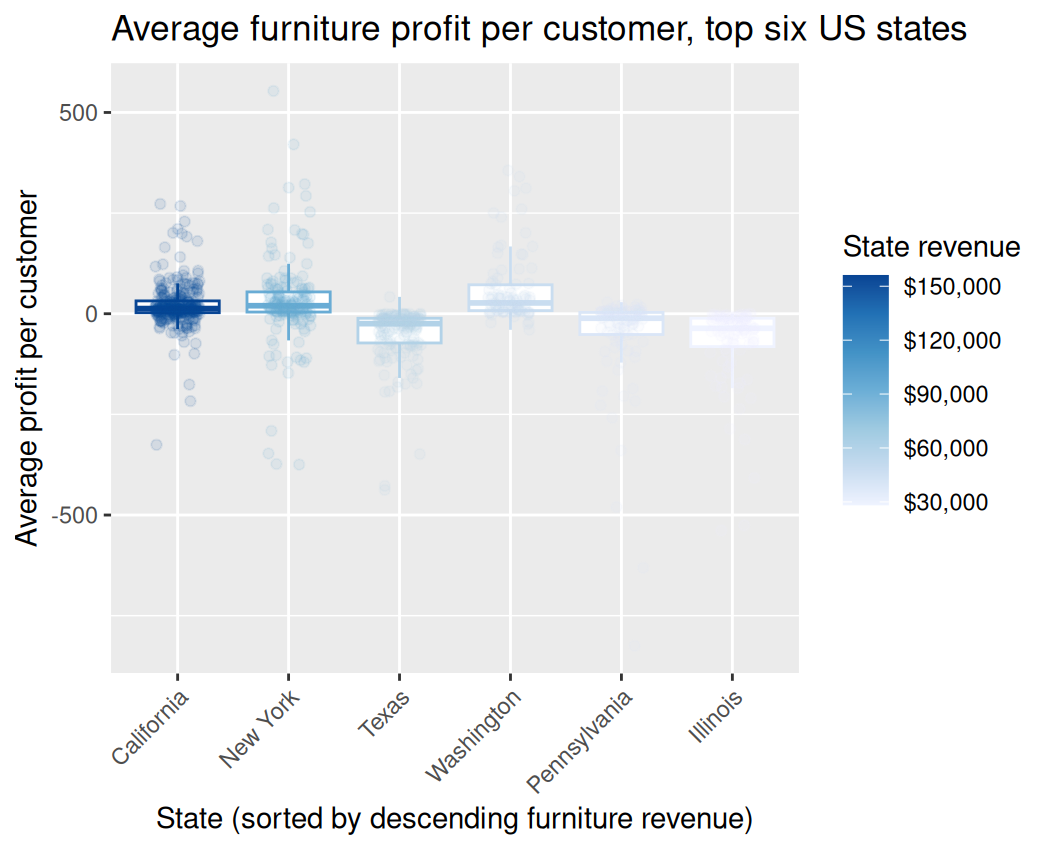 Average furniture profit per customer, top six US states
Average profit per customer
500
0
-500
California
New York
Texas
Washington
Pennsylvania
Illinois
State (sorted by descending furniture revenue)
State revenue
$150,000
$120,000
$90,000
$60,000
$30,000